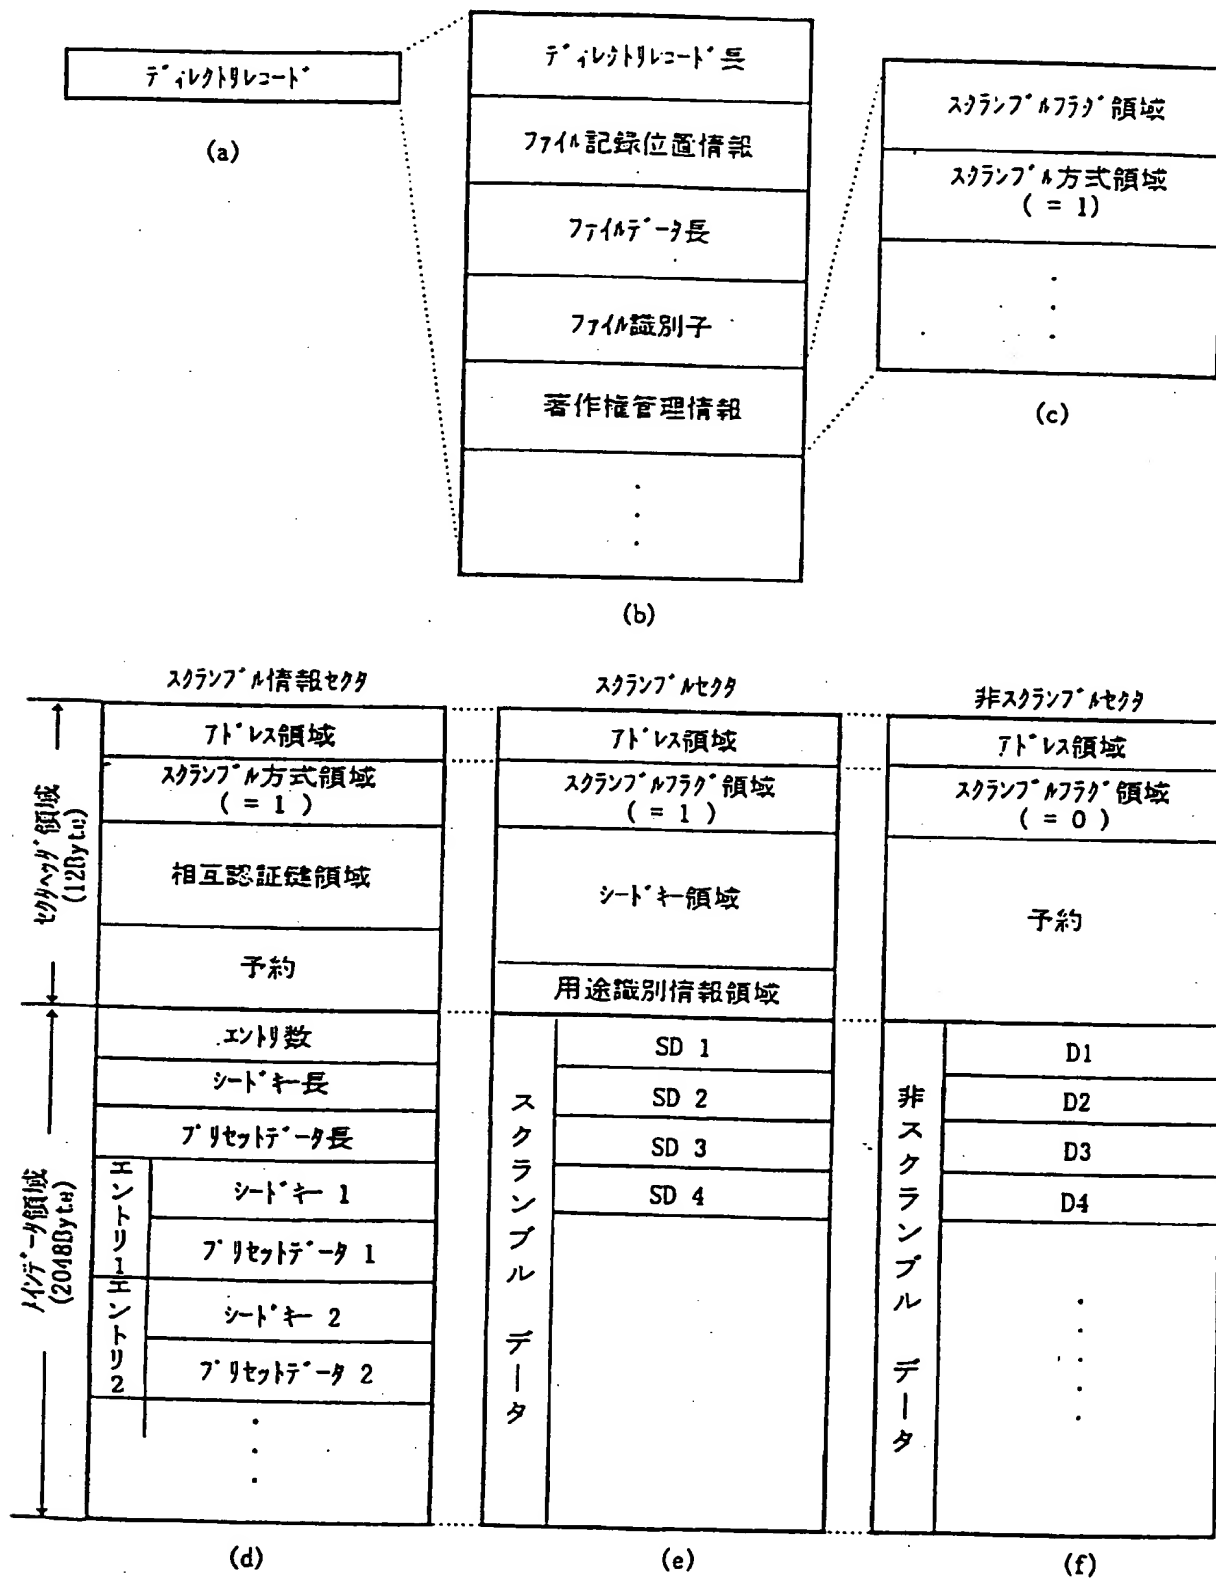 ディレクトリレコード
(a)
ディレクトリレコード長
ファイル記録位置情報
ファイルデータ長
ファイル識別子
著作権管理情報
(b)
スクランブルフラグ領域
スクランブル方式領域
( = 1)
(c)
スクランブル情報セクタ
セクタヘッダ領域
(12Byte)
アドレス領域
スクランブル方式領域
( = 1 )
相互認証鍵領域
予約
メインデータ領域
(2048Byte)
エントリ数
シードキー長
プリセットデータ長
エントリ1
シードキー 1
プリセットデータ 1
エントリ2
シードキー 2
プリセットデータ 2
(d)
スクランブルセクタ
アドレス領域
スクランブルフラグ領域
( = 1 )
シードキー領域
用途識別情報領域
スクランブル データ
SD 1
SD 2
SD 3
SD 4
(e)
非スクランブルセクタ
アドレス領域
スクランブルフラグ領域
( = 0 )
予約
非スクランブル データ
D1
D2
D3
D4
(f)